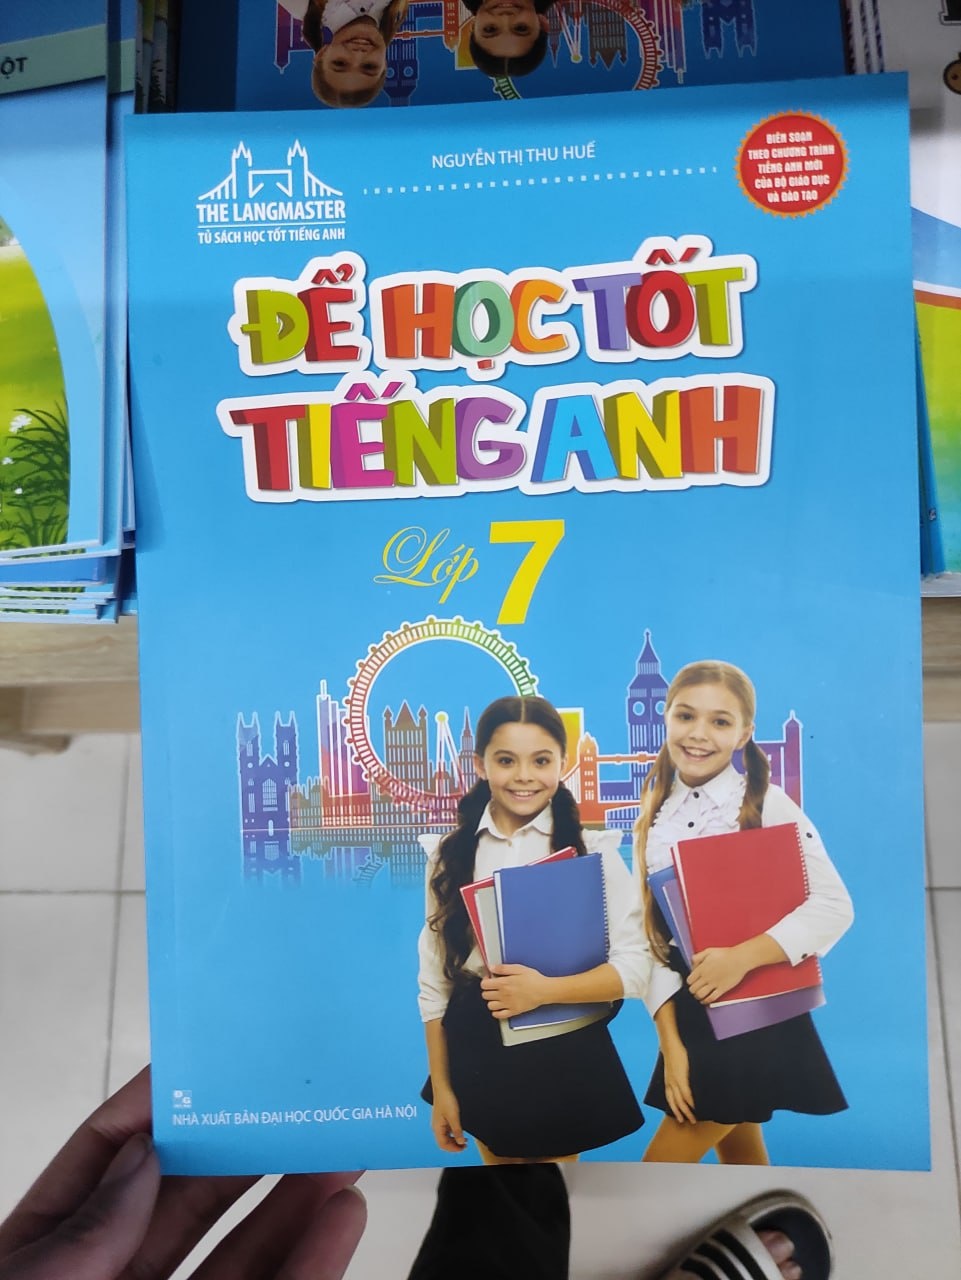 ỘT
NGUYỄN THỊ THU HUẾ
BIÊN SOẠN
THEO CHƯƠNG TRÌNH
TIẾNG ANH MỚI
CỦA BỘ GIÁO DỤC
VÀ ĐÀO TẠO
THE LANGMASTER
TỦ SÁCH HỌC TỐT TIẾNG ANH
ĐỂ HỌC TỐT
TIẾNG ANH
Lớp 7
NHÀ XUẤT BẢN ĐẠI HỌC QUỐC GIA HÀ NỘI